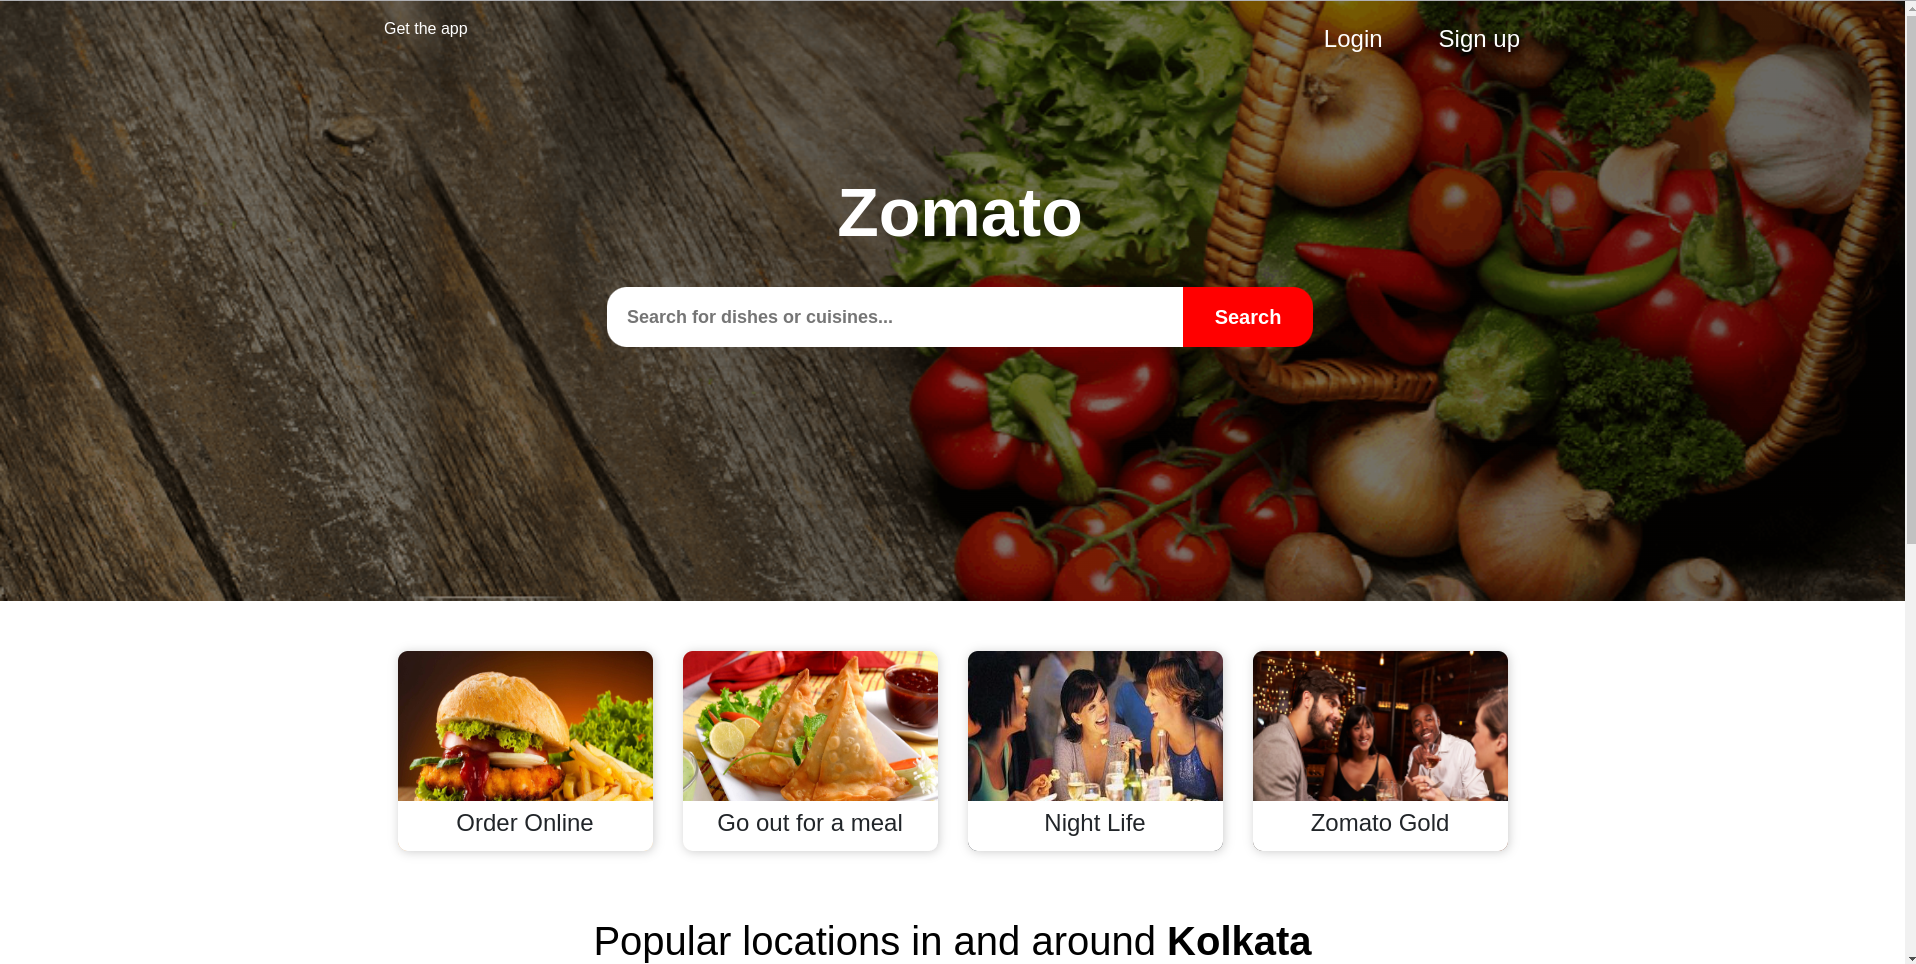 Get the app
Login Sign up
Zomato
Search for dishes or cuisines... Search
Order Online Go out for a meal Night Life Zomato Gold
Popular locations in and around Kolkata